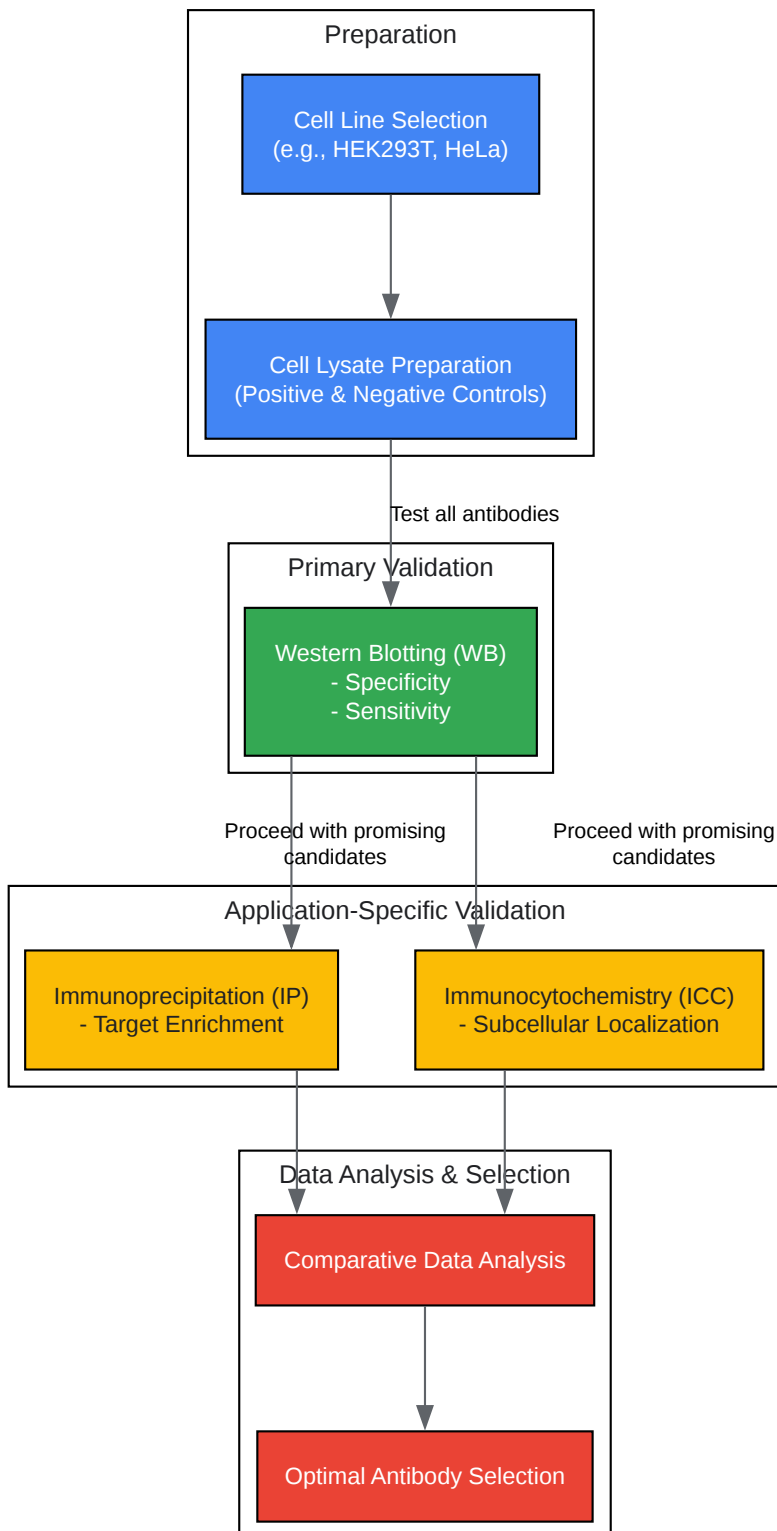 Preparation
Cell Line Selection
(e.g., HEK293T, HeLa)
Cell Lysate Preparation
(Positive & Negative Controls)
Test all antibodies
Primary Validation
Western Blotting (WB)
- Specificity
- Sensitivity
Proceed with promising
candidates
Proceed with promising
candidates
Application-Specific Validation
Immunoprecipitation (IP)
- Target Enrichment
Immunocytochemistry (ICC)
- Subcellular Localization
Data Analysis & Selection
Comparative Data Analysis
Optimal Antibody Selection